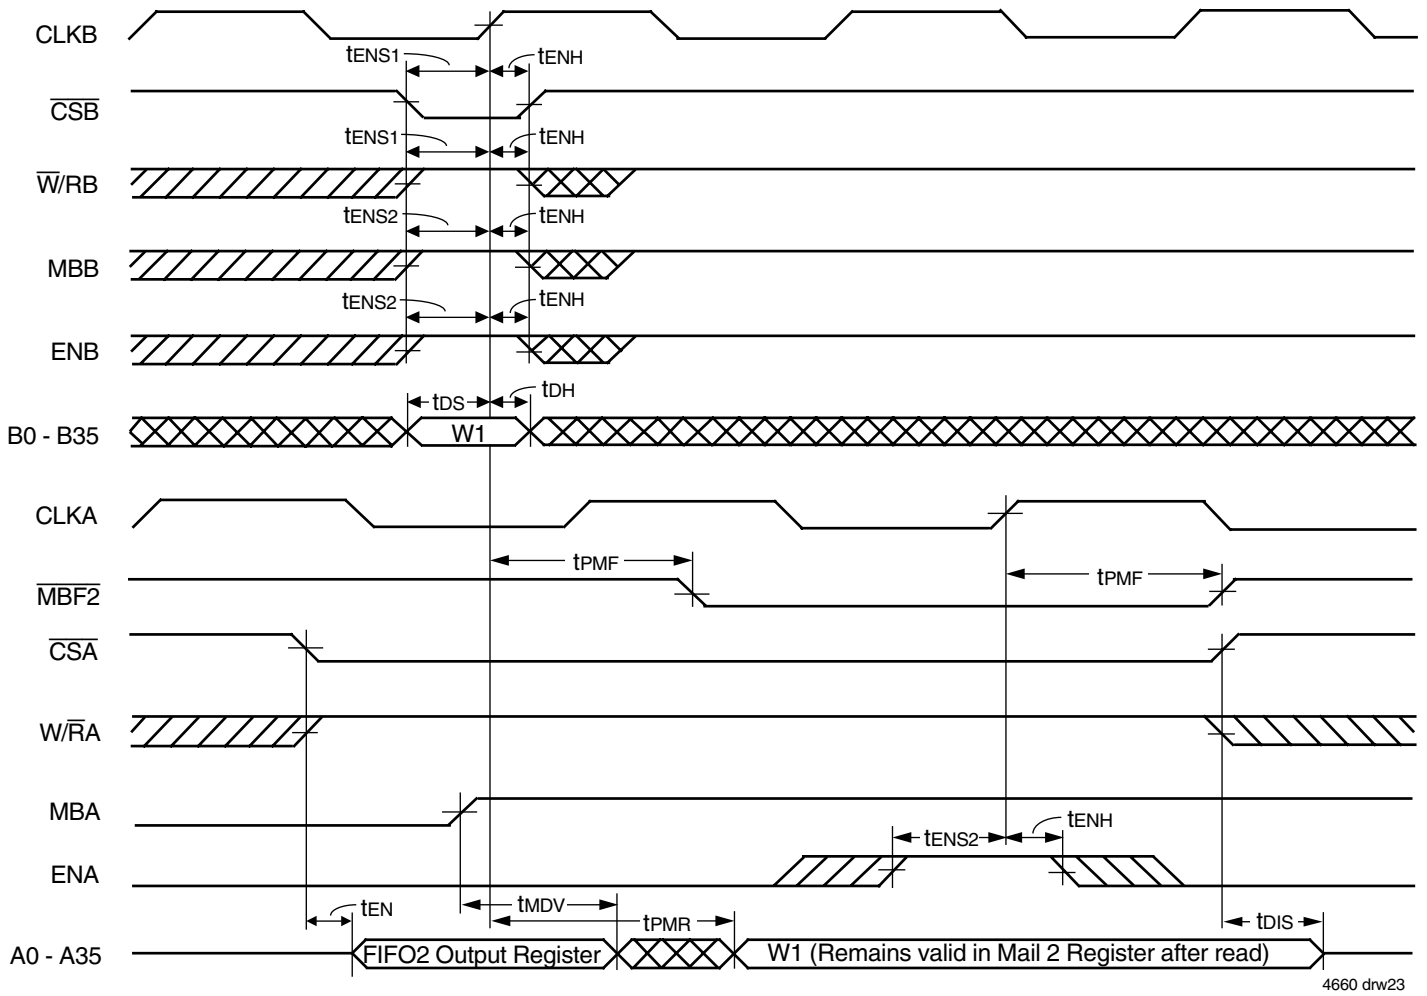 CLKB
tENS1 tENH
CSB
tENS1 tENH
W/RB
tENS2 tENH
MBB
tENS2 tENH
ENB
tDS tDH
B0 - B35 W1
CLKA
tPMF tPMF
MBF2
CSA
W/RA
MBA
tENS2 tENH
ENA
tEN tMDV tPMR tDIS
A0 - A35 FIFO2 Output Register W1 (Remains valid in Mail 2 Register after read)
4660 drw23